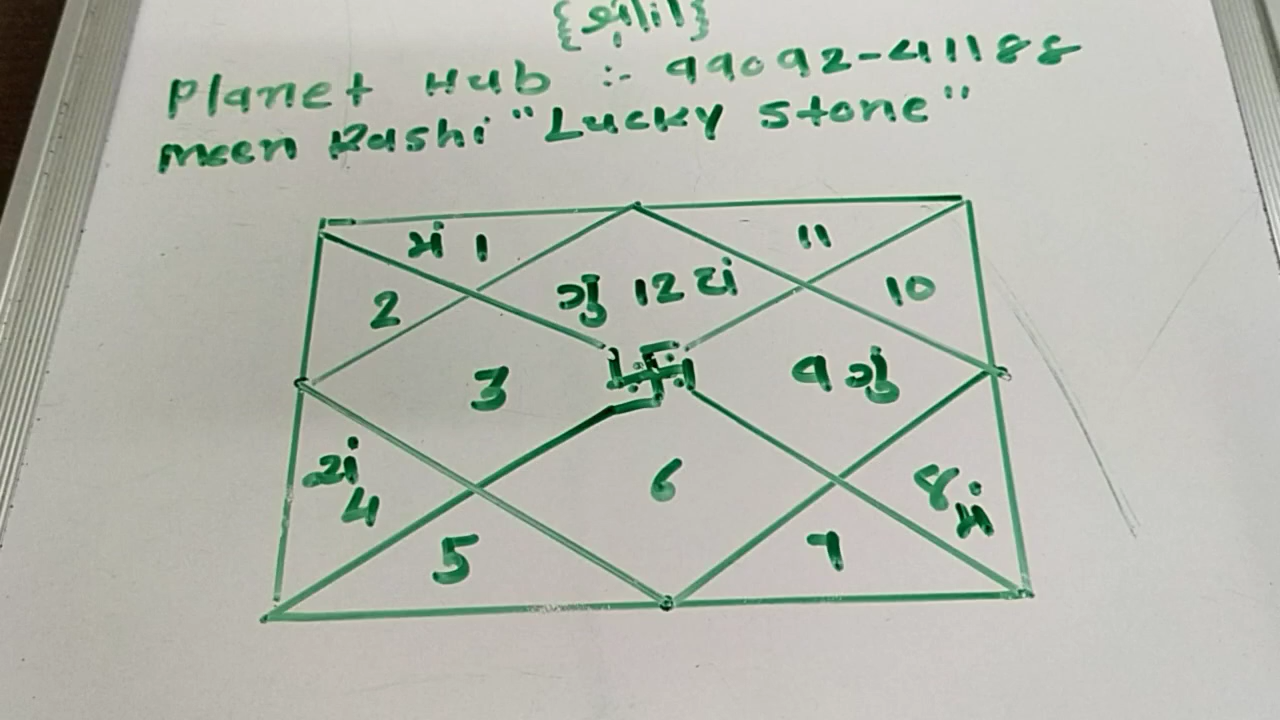 Planet Hub :- 99092-41188
Meen Rashi "Lucky Stone"
મં 1
11
2
ગુ 12 ચં
10
3
9 ગુ
ચં 4
6
8 મં
5
7